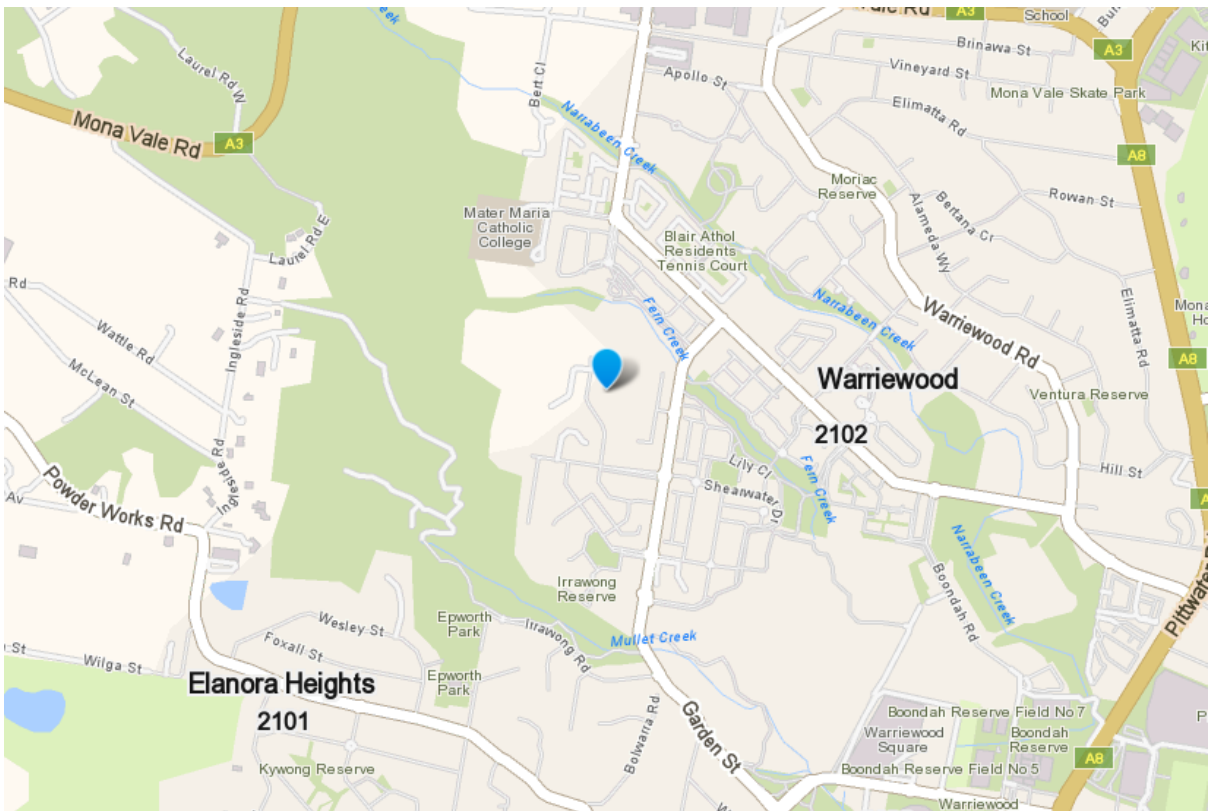 A3
School
Brinawa St
Kit
Laurel Rd W
Bert Cl
Apollo St
Vineyard St
A3
Mona Vale Skate Park
Elimatta Rd
Mona Vale Rd
A3
Narrabeen Creek
A8
Moriac
Reserve
Rowan St
Mater Maria
Catholic
College
Alameda Wy
Bertana Cr
Laurel Rd E
Blair Athol
Residents
Tennis Court
Rd
Wattle Rd
Ingleside Rd
Fern Creek
Narrabeen Creek
Elimatta Rd
Mona
Ho
Warriewood Rd
McLean St
A8
Warriewood
2102
Ventura Reserve
Lily Cl
Hill St
Powder Works Rd
Ingleside Rd
Av
Shearwater Dr
Fern Creek
Narrabeen Creek
Irrawong
Reserve
Boondah Rd
Pittwater
Wesley St
Epworth
Park
Irrawong Rd
Mullet Creek
Foxall St
St
Wilga St
Epworth
Park
Elanora Heights
2101
Bolwarra Rd
Garden St
Boondah Reserve Field No 7
Warriewood
Square
Boondah
Reserve
P
A8
Kywong Reserve
Boondah Reserve Field No 5
Warriewood